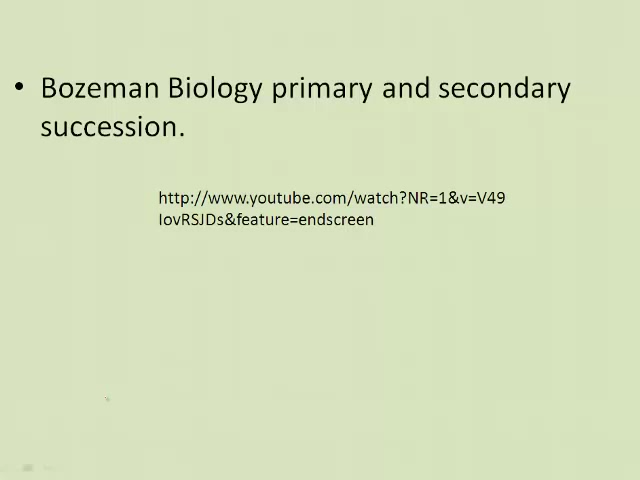 • Bozeman Biology primary and secondary
succession.
http://www.youtube.com/watch?NR=1&v=V49
IovRSJDs&feature=endscreen